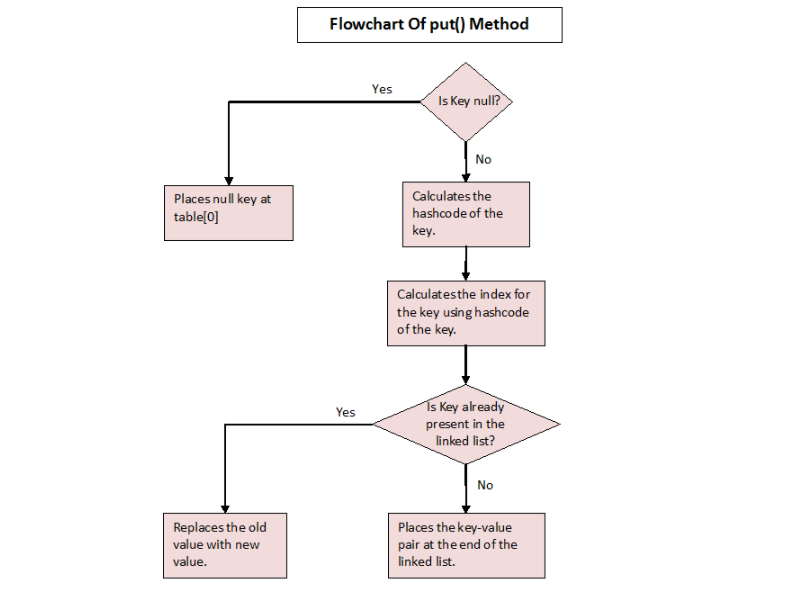 Flowchart Of put() Method
Yes
Is Key null?
No
Places null key at
table[0]
Calculates the
hashcode of the
key.
Calculates the index for
the key using hashcode
of the key.
Yes
Is Key already
present in the
linked list?
No
Replaces the old
value with new
value.
Places the key-value
pair at the end of the
linked list.